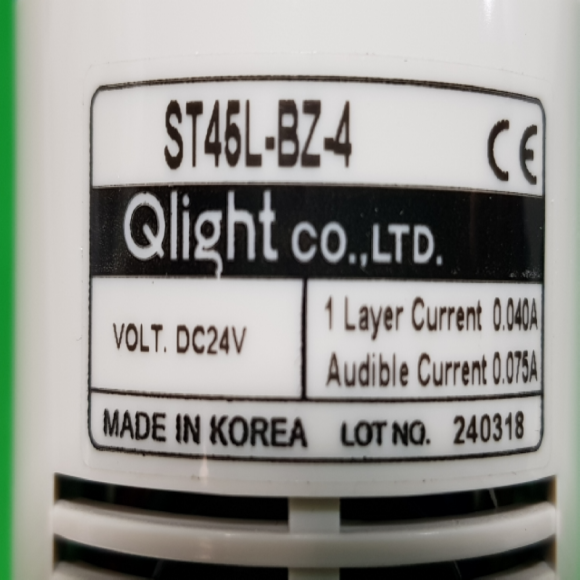 ST45L-BZ-4
CE
Qlight CO.,LTD.
VOLT. DC24V
1 Layer Current 0.040A
Audible Current 0.075A
MADE IN KOREA LOT NO. 240318